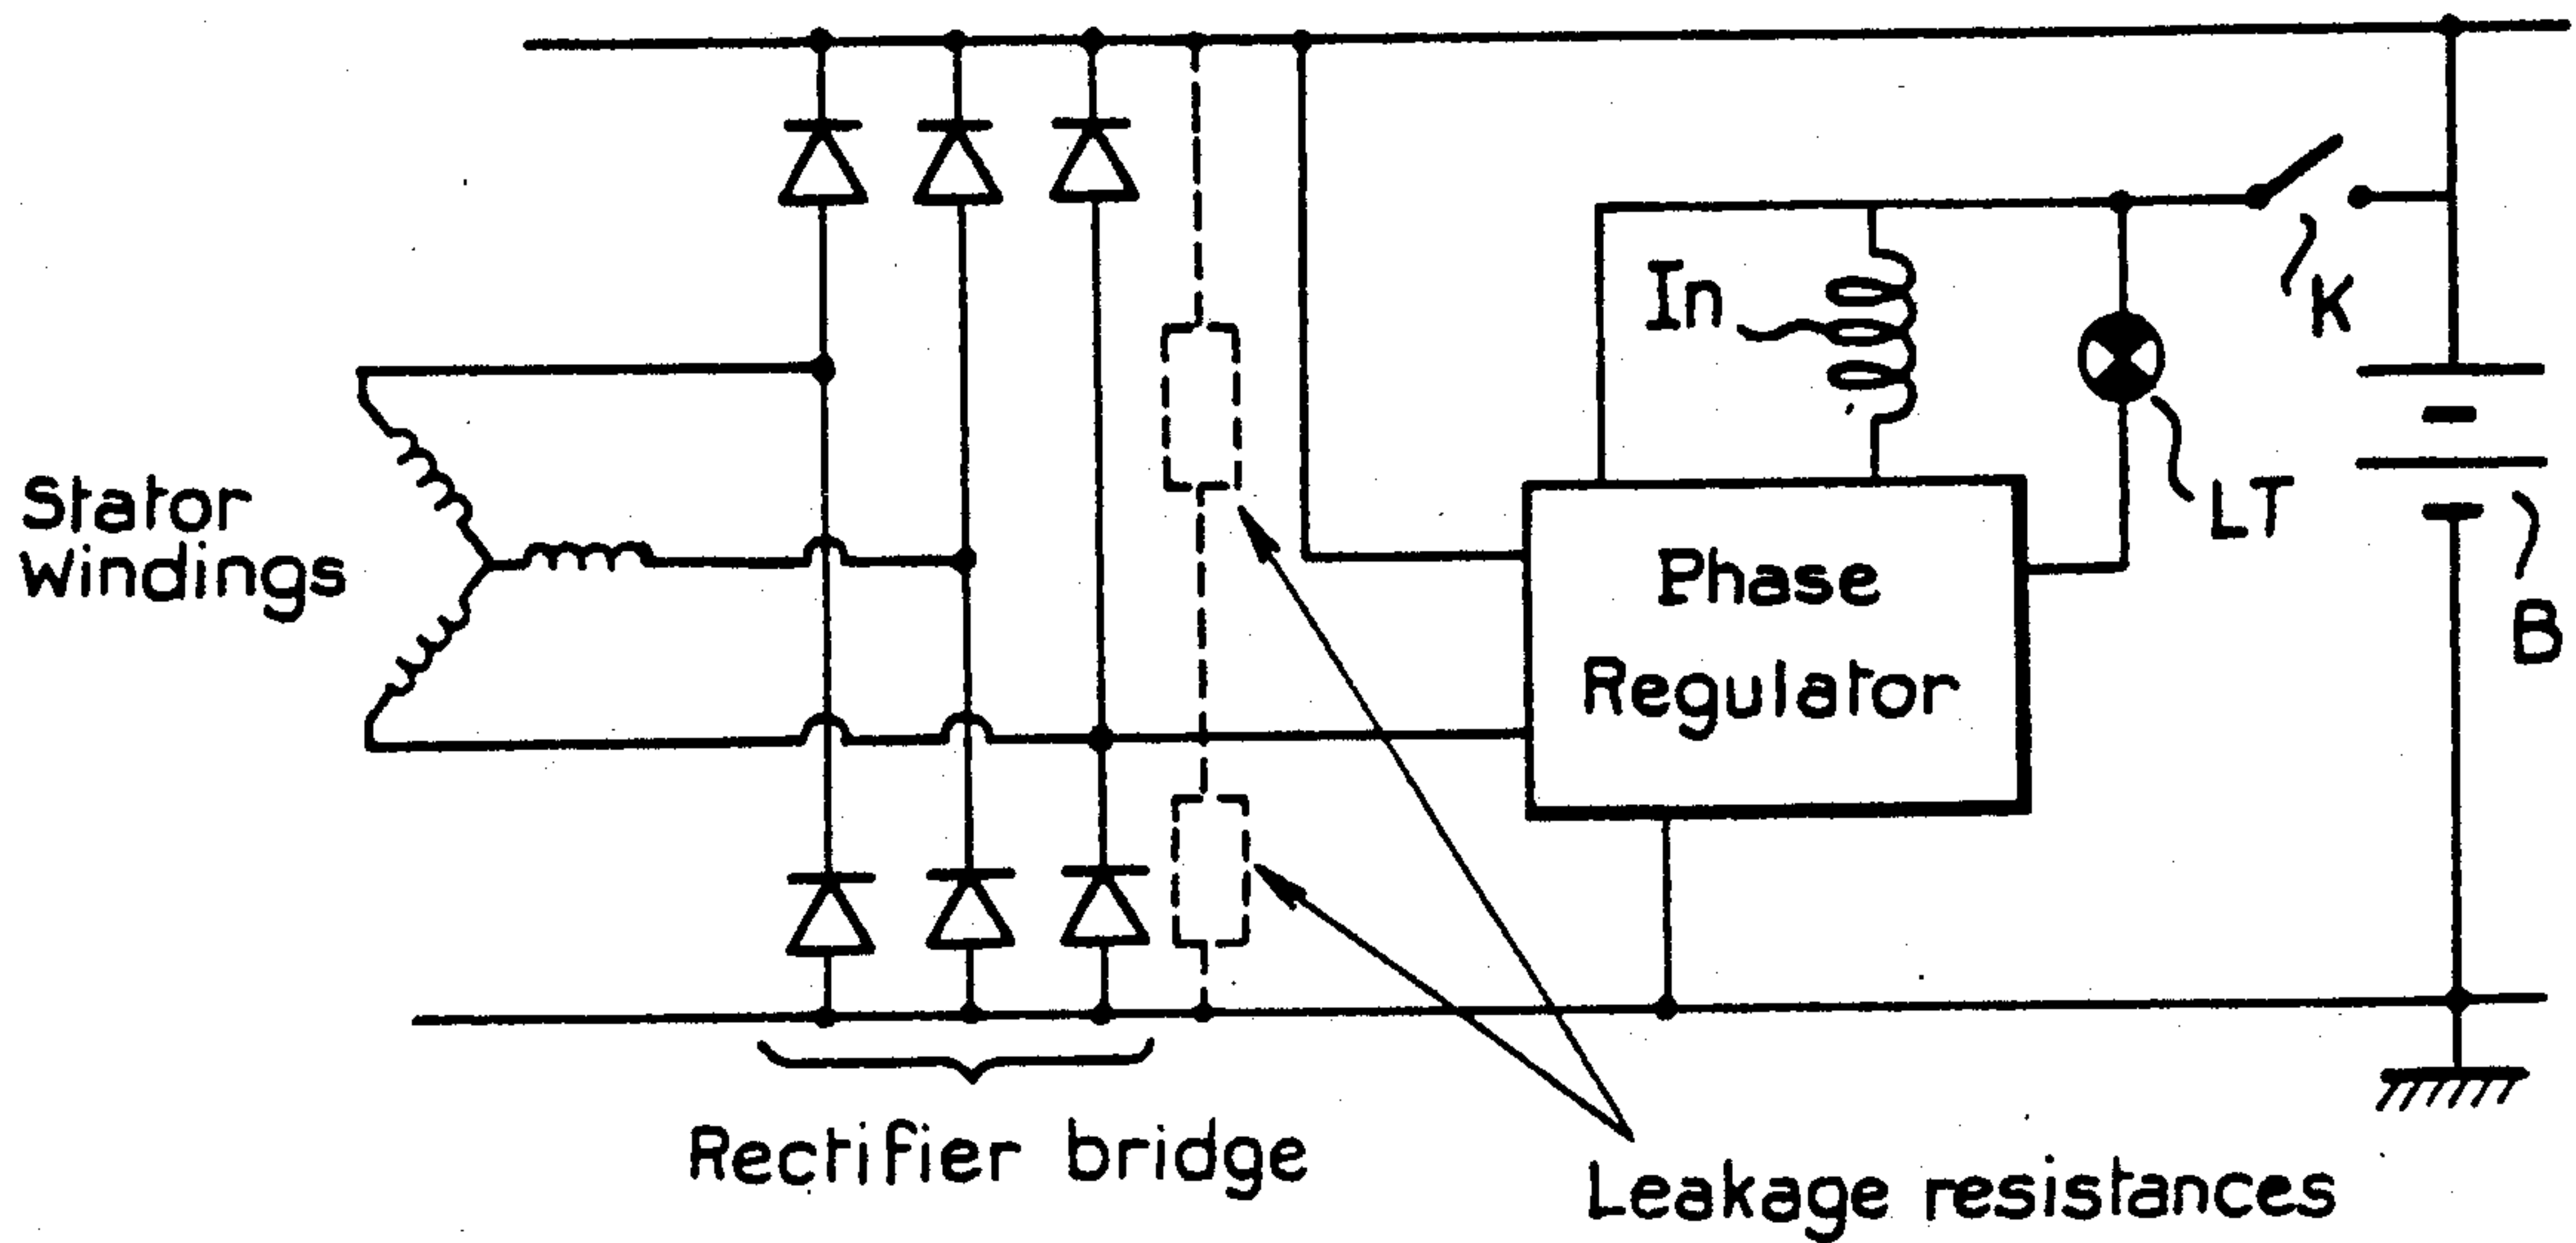 Stator
Windings
In
K
LT
B
Phase
Regulator
Rectifier bridge
Leakage resistances